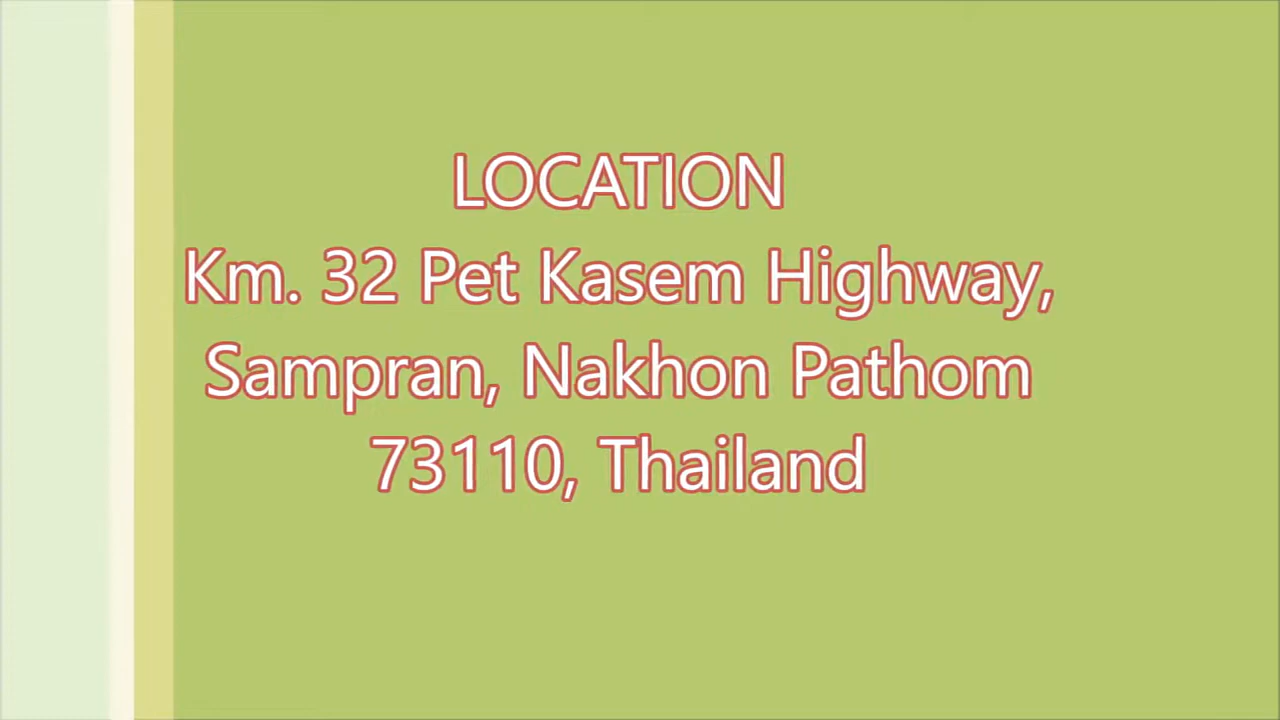 LOCATION
Km. 32 Pet Kasem Highway,
Sampran, Nakhon Pathom
73110, Thailand